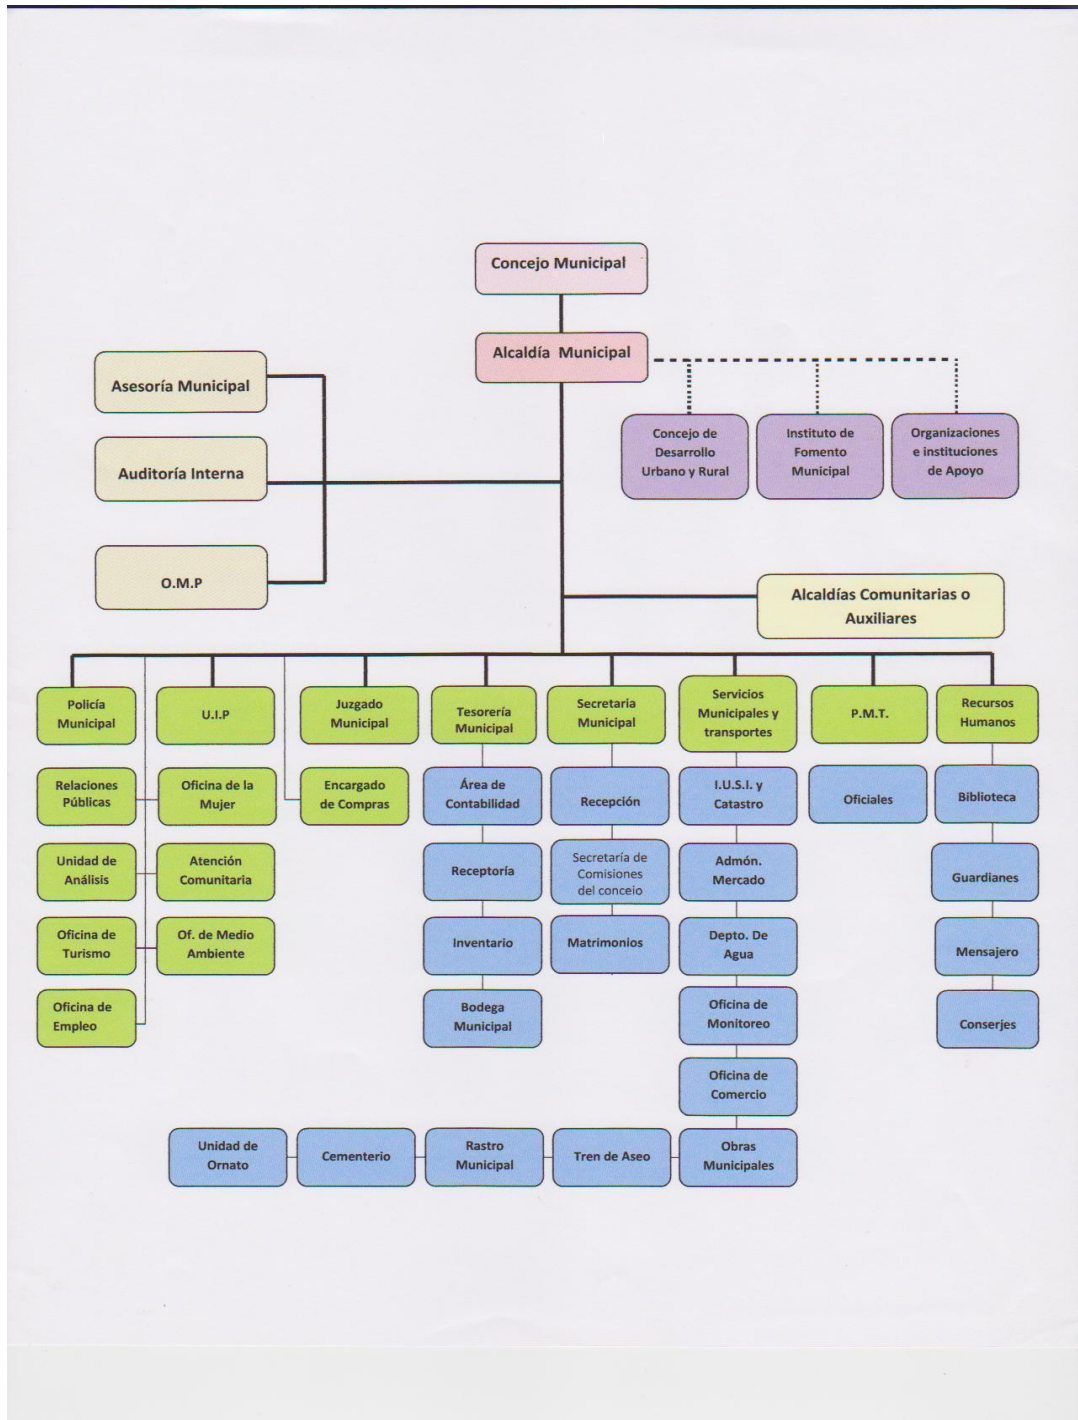 Concejo Municipal
Alcaldía Municipal
Asesoría Municipal
Auditoría Interna
O.M.P
Concejo de
Desarrollo
Urbano y Rural
Instituto de
Fomento
Municipal
Organizaciones
e instituciones
de Apoyo
Alcaldías Comunitarias o
Auxiliares
Policía
Municipal
U.I.P
Juzgado
Municipal
Tesorería
Municipal
Secretaria
Municipal
Servicios
Municipales y
transportes
P.M.T.
Recursos
Humanos
Relaciones
Públicas
Oficina de la
Mujer
Encargado
de Compras
Área de
Contabilidad
Recepción
I.U.S.I. y
Catastro
Oficiales
Biblioteca
Unidad de
Análisis
Atención
Comunitaria
Receptoría
Secretaría de
Comisiones
del conceio
Admón.
Mercado
Guardianes
Oficina de
Turismo
Of. de Medio
Ambiente
Inventario
Matrimonios
Depto. De
Agua
Mensajero
Oficina de
Empleo
Bodega
Municipal
Oficina de
Monitoreo
Conserjes
Oficina de
Comercio
Unidad de
Ornato
Cementerio
Rastro
Municipal
Tren de Aseo
Obras
Municipales